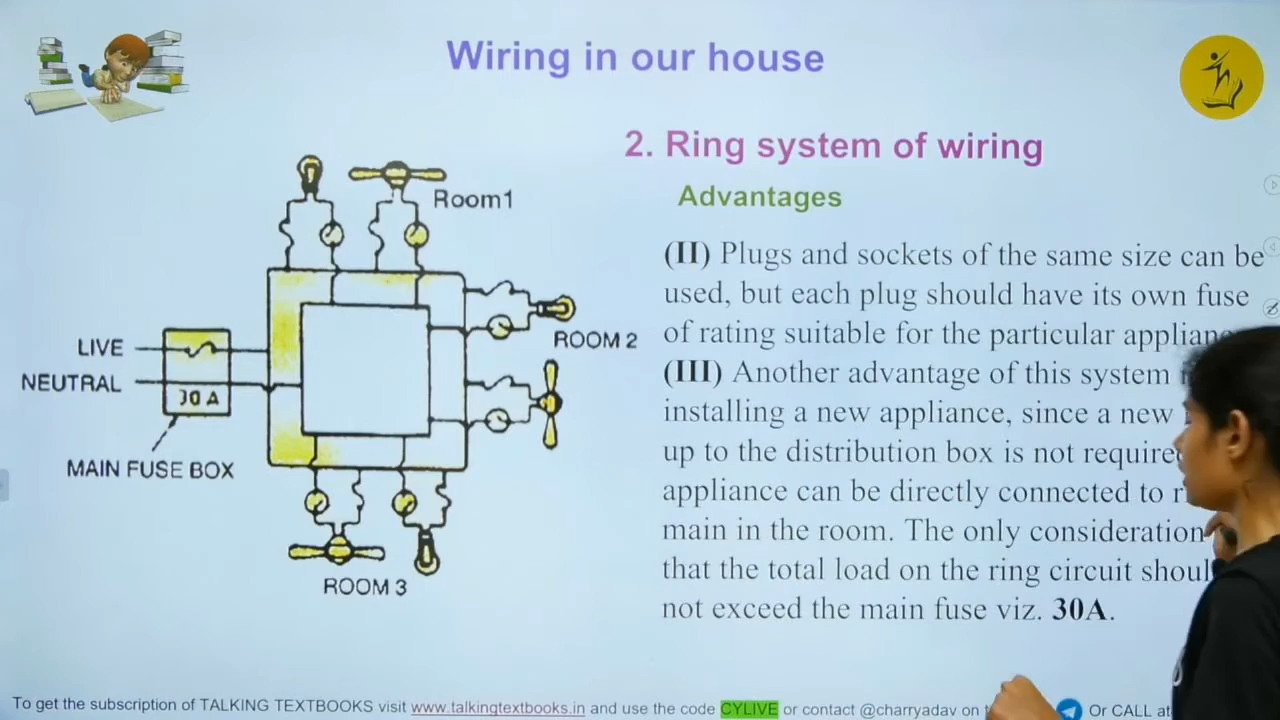 Wiring in our house
2. Ring system of wiring
Advantages
(II) Plugs and sockets of the same size can be
used, but each plug should have its own fuse
of rating suitable for the particular
(III) Another advantage of this system
installing a new appliance, since a new
up to the distribution box is not
appliance can be directly connected to
main in the room. The only consideration
that the total load on the ring circuit
not exceed the main fuse viz. 30A.
Room1
ROOM 2
LIVE
NEUTRAL
30 A
MAIN FUSE BOX
ROOM 3
To get the subscription of TALKING TEXTBOOKS visit www.talkingtextbooks.in and use the code CYLIVE or contact @charryadav on Or CALL at